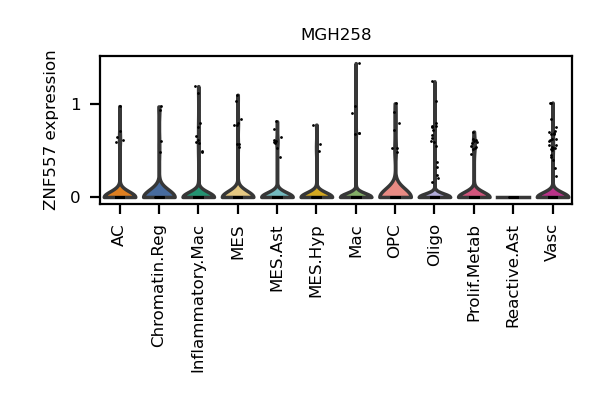 MGH258
ZNF557 expression
1
0
AC
Chromatin.Reg
Inflammatory.Mac
MES
MES.Ast
MES.Hyp
Mac
OPC
Oligo
Prolif.Metab
Reactive.Ast
Vasc